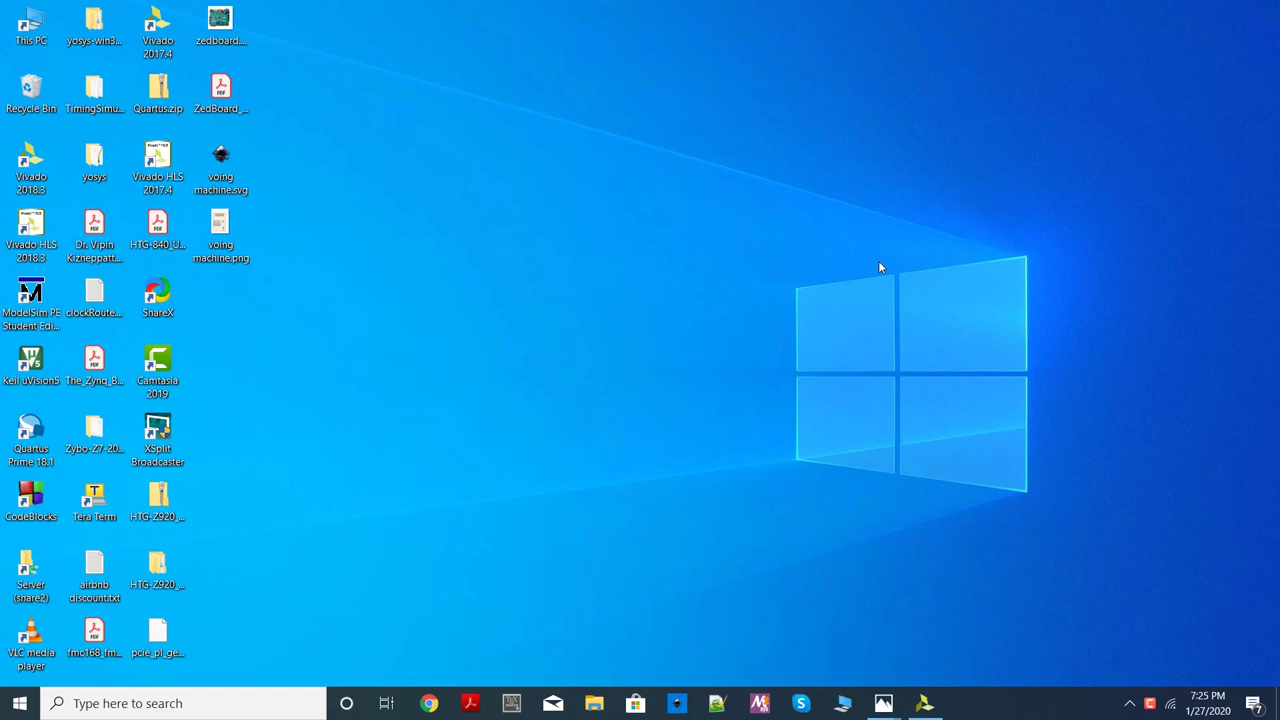 This PC
yosys-win3...
Vivado
2017.4
zedboard....
Recycle Bin
TimingSimu...
Quartus.zip
ZedBoard_...
Vivado
2018.3
yosys
Vivado HLS
2017.4
voing
machine.svg
Vivado HLS
2018.3
Dr. Vipin
Kizheppatt....
HTG-840_U...
voing
machine.png
ModelSim PE
Student Edi...
clockRoute....
ShareX
Keil uVision5
The_Zynq_B...
Camtasia
2019
Quartus
Prime 18.1
Zybo-Z7-20...
XSplit
Broadcaster
CodeBlocks
Tera Term
HTG-Z920_...
Server
(share2)
airbnb
discount.txt
HTG-Z920_...
VLC media
player
fmc168_fm...
pcie_pl_ge...
Type here to search
7:25 PM
1/27/2020
7